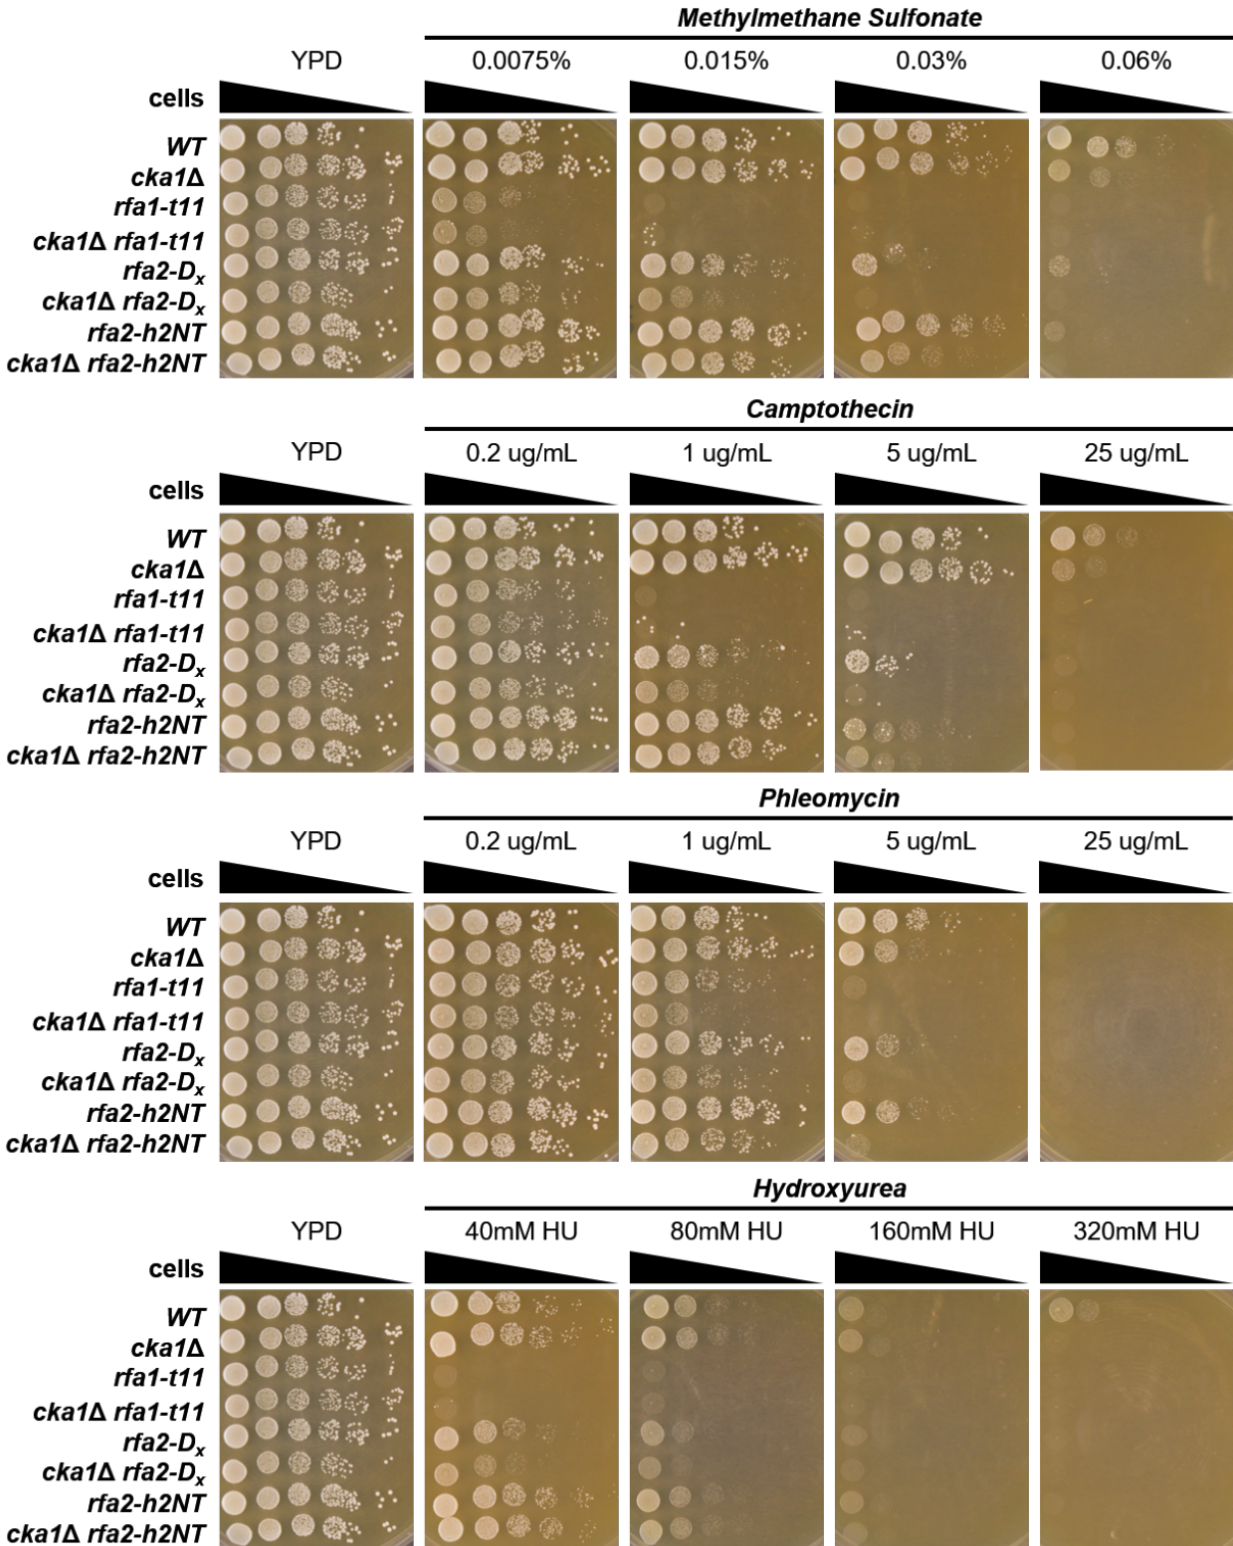 Methylmethane Sulfonate
YPD 0.0075% 0.015% 0.03% 0.06%
cells
WT
cka1Δ
rfa1-t11
cka1Δ rfa1-t11
rfa2-Dx
cka1Δ rfa2-Dx
rfa2-h2NT
cka1Δ rfa2-h2NT
Camptothecin
YPD 0.2 ug/mL 1 ug/mL 5 ug/mL 25 ug/mL
cells
WT
cka1Δ
rfa1-t11
cka1Δ rfa1-t11
rfa2-Dx
cka1Δ rfa2-Dx
rfa2-h2NT
cka1Δ rfa2-h2NT
Phleomycin
YPD 0.2 ug/mL 1 ug/mL 5 ug/mL 25 ug/mL
cells
WT
cka1Δ
rfa1-t11
cka1Δ rfa1-t11
rfa2-Dx
cka1Δ rfa2-Dx
rfa2-h2NT
cka1Δ rfa2-h2NT
Hydroxyurea
YPD 40mM HU 80mM HU 160mM HU 320mM HU
cells
WT
cka1Δ
rfa1-t11
cka1Δ rfa1-t11
rfa2-Dx
cka1Δ rfa2-Dx
rfa2-h2NT
cka1Δ rfa2-h2NT